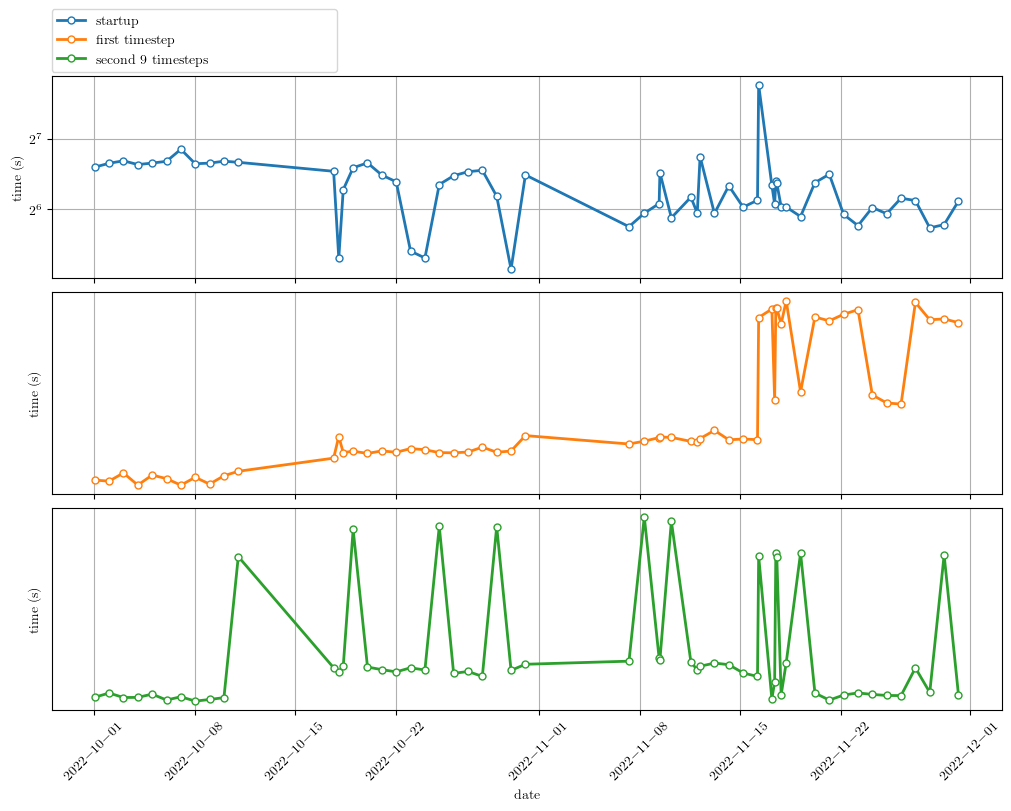 startup
first timestep
second 9 timesteps
time (s)
2^7
2^6
time (s)
time (s)
2022−10−01
2022−10−08
2022−10−15
2022−10−22
2022−11−01
2022−11−08
2022−11−15
2022−11−22
2022−12−01
date